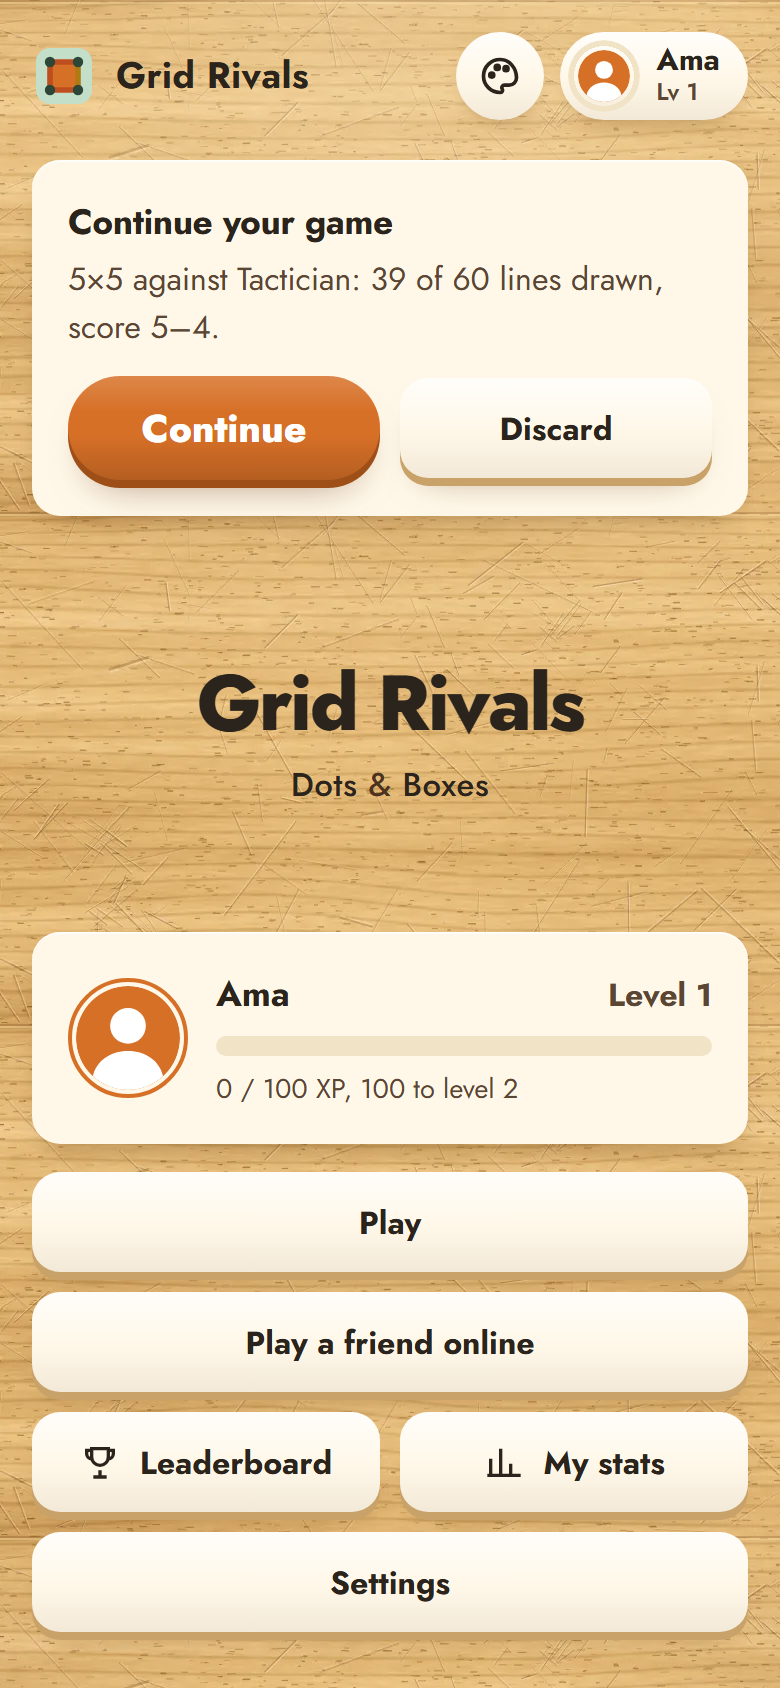 Grid Rivals
Ama
Lv 1
Continue your game
5×5 against Tactician: 39 of 60 lines drawn,
score 5–4.
Continue
Discard
Grid Rivals
Dots & Boxes
Ama
Level 1
0 / 100 XP, 100 to level 2
Play
Play a friend online
Leaderboard
My stats
Settings